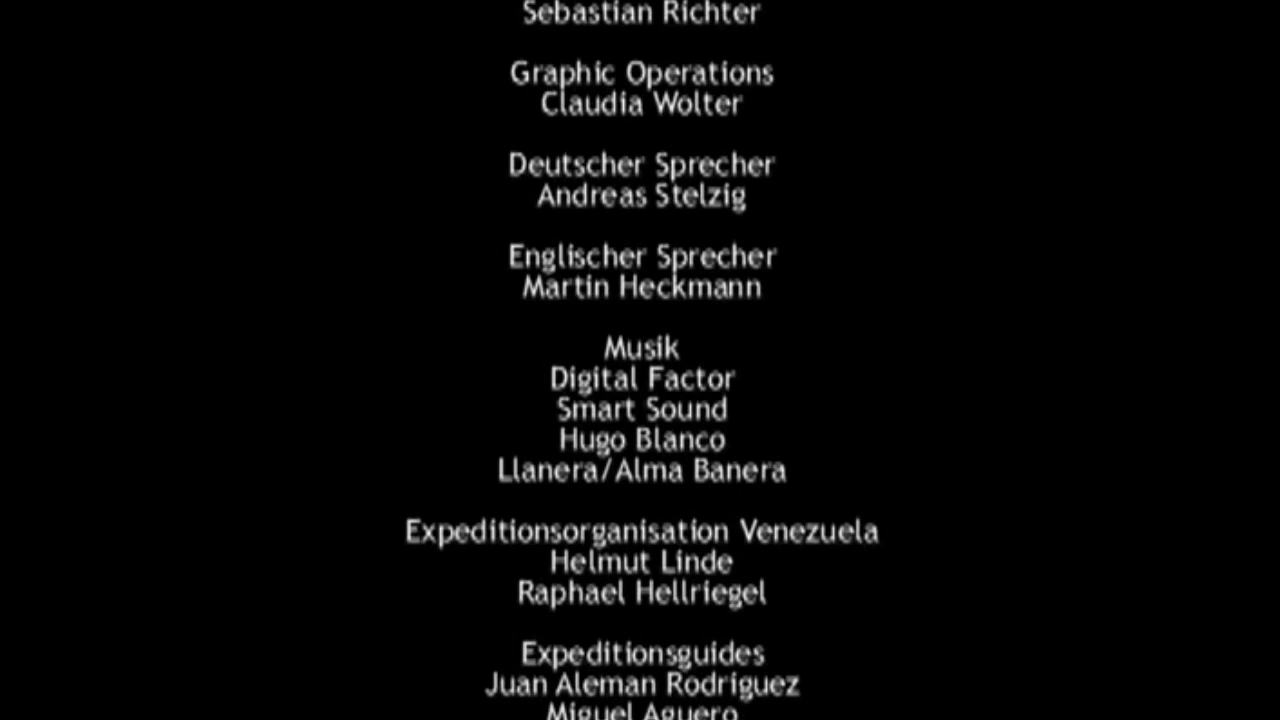 Sebastian Richter
Graphic Operations
Claudia Wolter
Deutscher Sprecher
Andreas Stelzig
Englischer Sprecher
Martin Heckmann
Musik
Digital Factor
Smart Sound
Hugo Blanco
Llanera/Alma Banera
Expeditionsorganisation Venezuela
Helmut Linde
Raphael Hellriegel
Expeditionsguides
Juan Aleman Rodriguez
Miguel Aguero